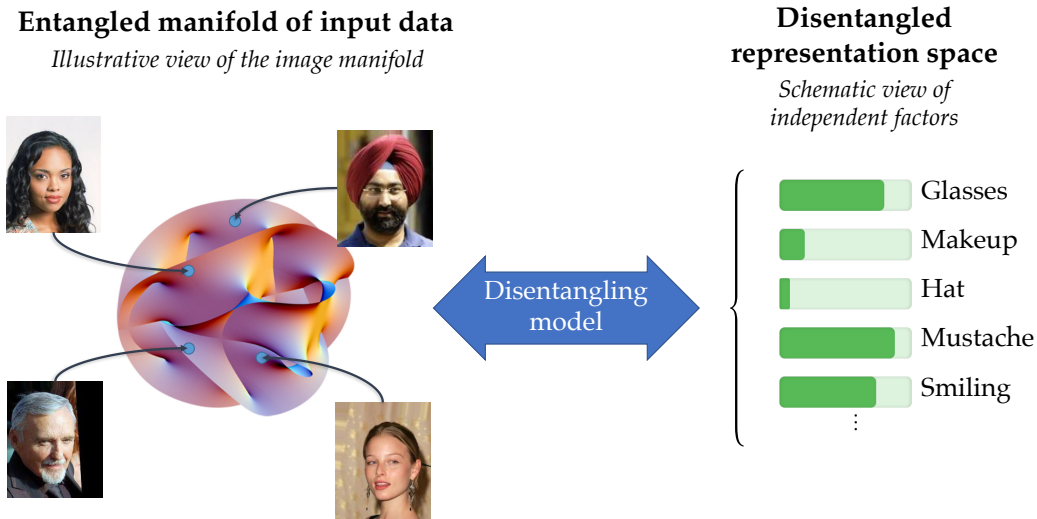 Entangled manifold of input data
Illustrative view of the image manifold
Disentangled
representation space
Schematic view of
independent factors
Disentangling
model
Glasses
Makeup
Hat
Mustache
Smiling
⋮